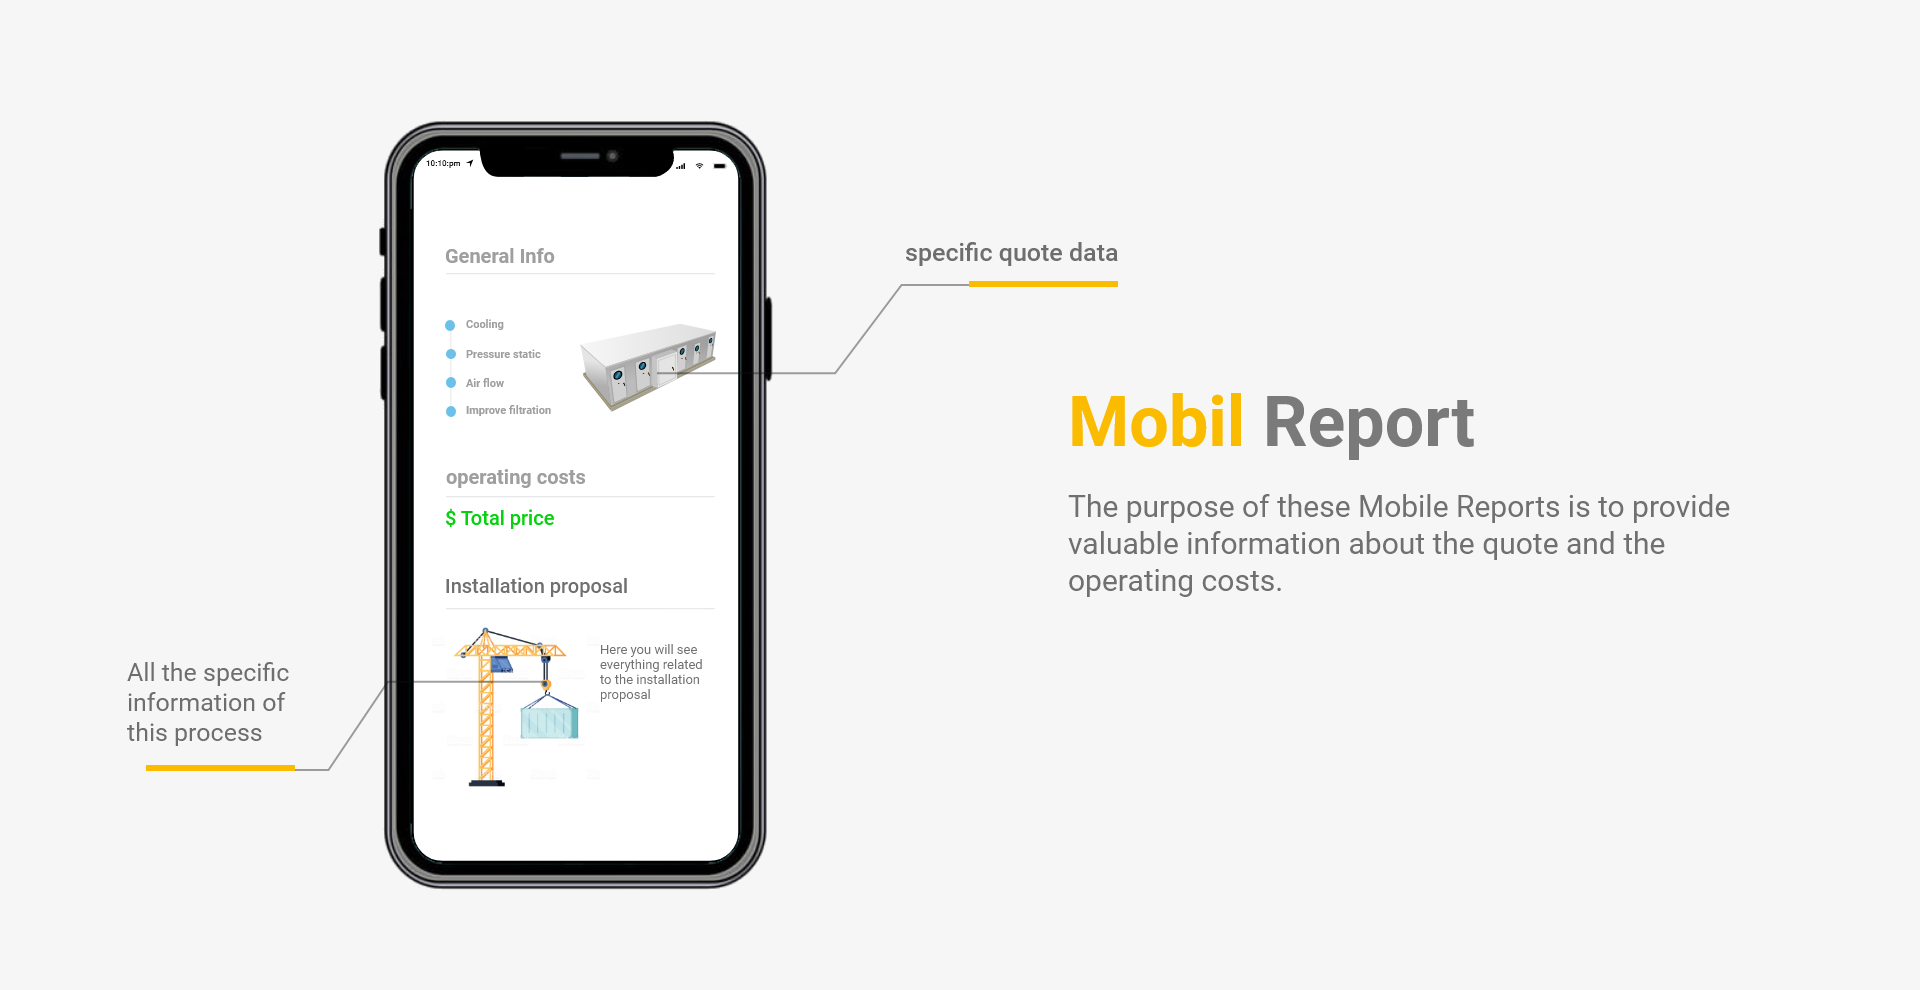 10:10:pm
General Info
Cooling
Pressure static
Air flow
Improve filtration
operating costs
$ Total price
Installation proposal
Here you will see
everything related
to the installation
proposal
specific quote data
All the specific
information of
this process
Mobil Report
The purpose of these Mobile Reports is to provide
valuable information about the quote and the
operating costs.